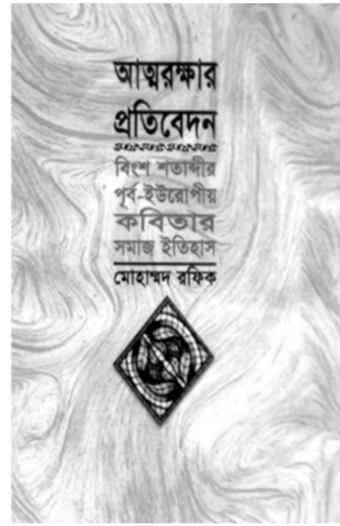 আত্মরক্ষার
প্রতিবেদন
বিংশ শতাব্দীর
পূর্ব-ইউরোপীয়
কবিতার
সমাজ ইতিহাস
মোহাম্মদ রফিক